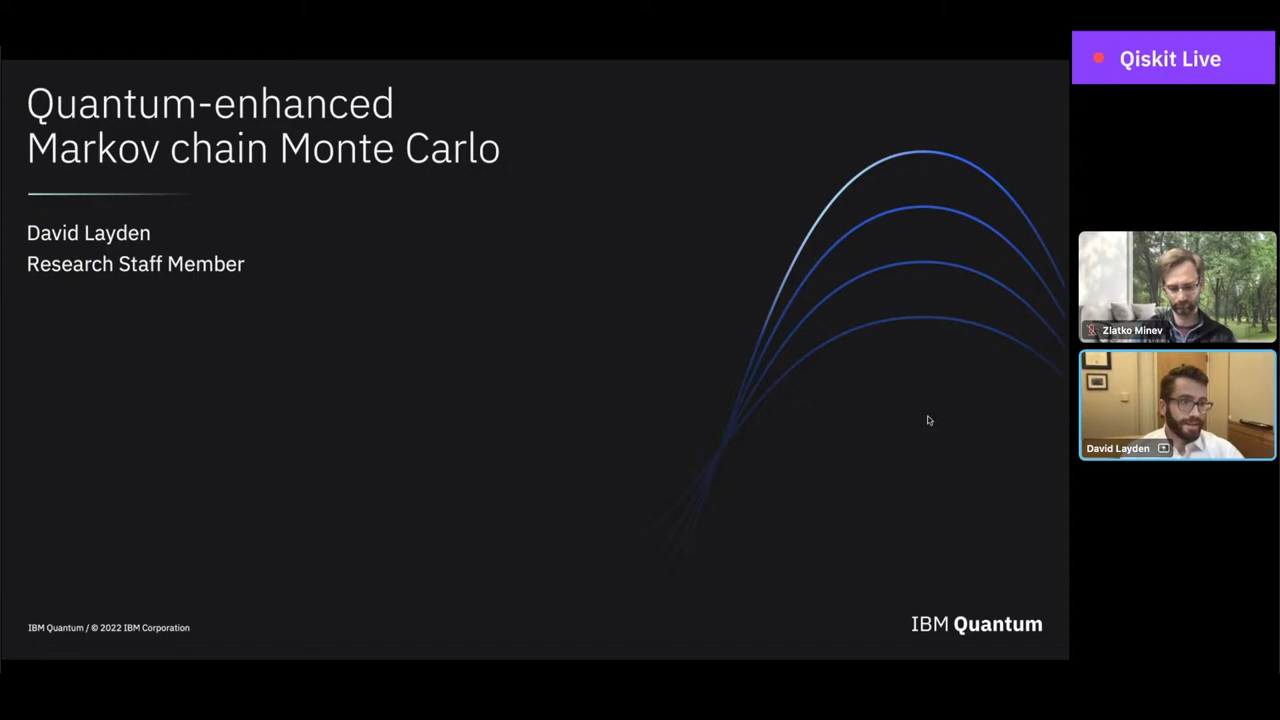 Quantum-enhanced
Markov chain Monte Carlo
David Layden
Research Staff Member
IBM Quantum / © 2022 IBM Corporation
IBM Quantum
Qiskit Live
Zlatko Minev
David Layden